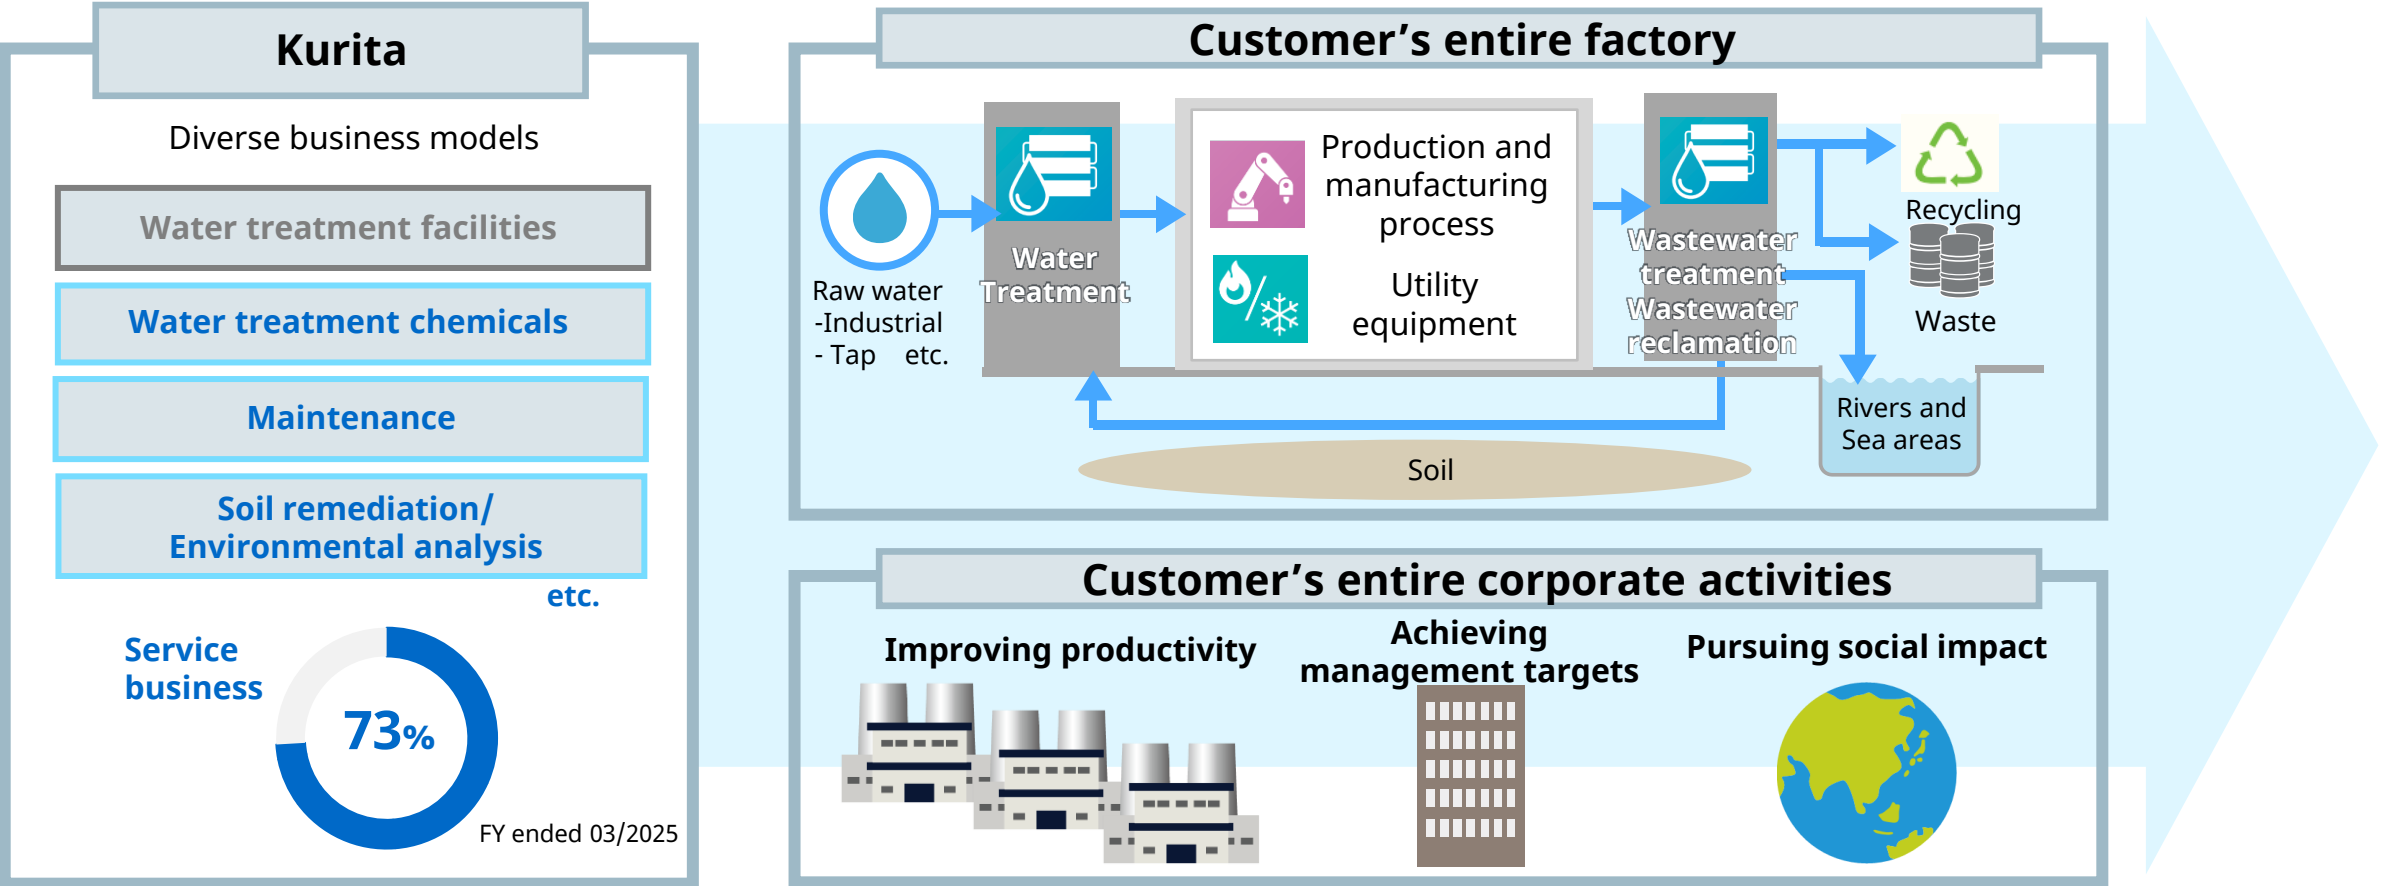 Kurita
Diverse business models
Water treatment facilities
Water treatment chemicals
Maintenance
Soil remediation/
Environmental analysis
etc.
Service
business
73%
FY ended 03/2025
Customer’s entire factory
Raw water
-Industrial
- Tap etc.
Water
Treatment
Production and
manufacturing
process
Utility
equipment
Wastewater
treatment
Wastewater
reclamation
Recycling
Waste
Rivers and
Sea areas
Soil
Customer’s entire corporate activities
Improving productivity
Achieving
management targets
Pursuing social impact